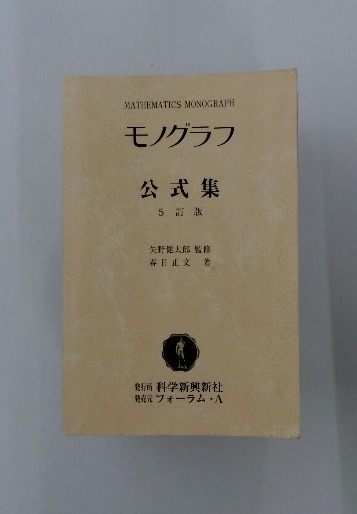 MATHEMATICS MONOGRAPH
モノグラフ
公式集
5 訂 版
矢野健太郎 監修
春日正文 著
発行所 科学新興新社
発売元 フォーラム・A